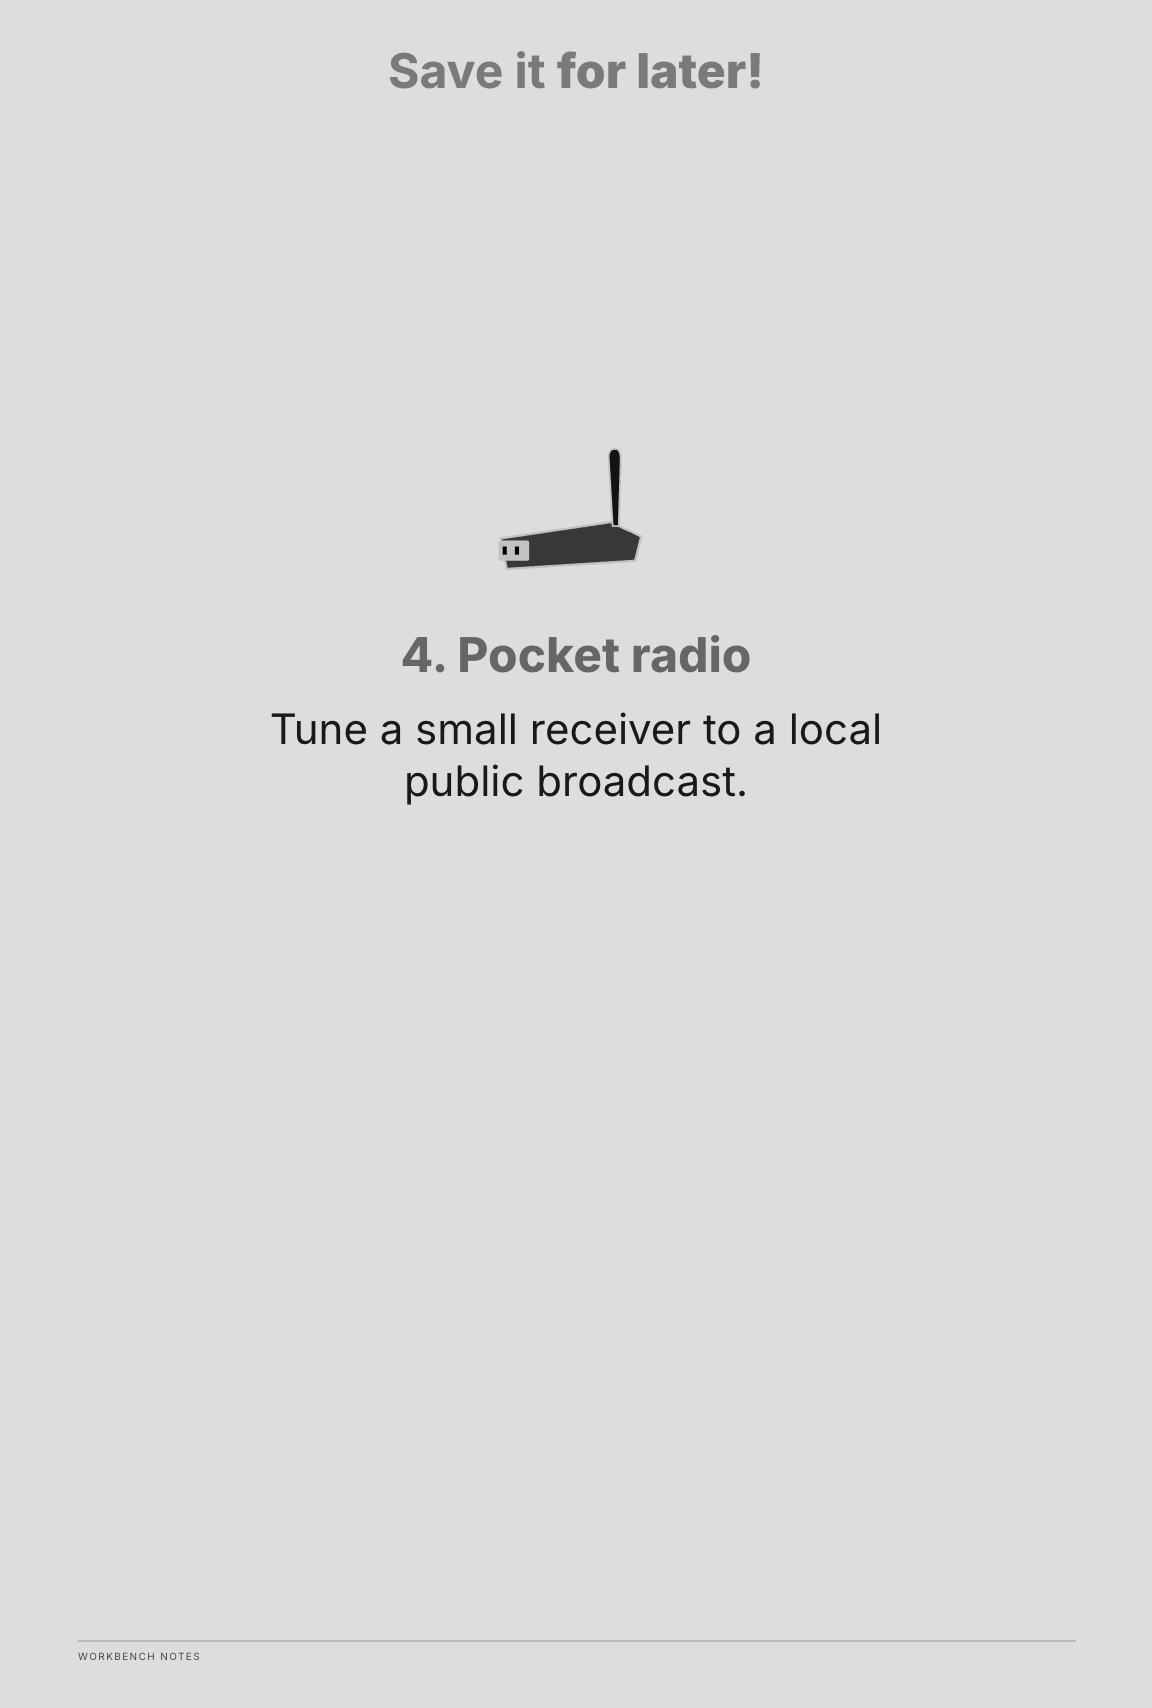 Save it for later!
4. Pocket radio
Tune a small receiver to a local
public broadcast.
WORKBENCH NOTES